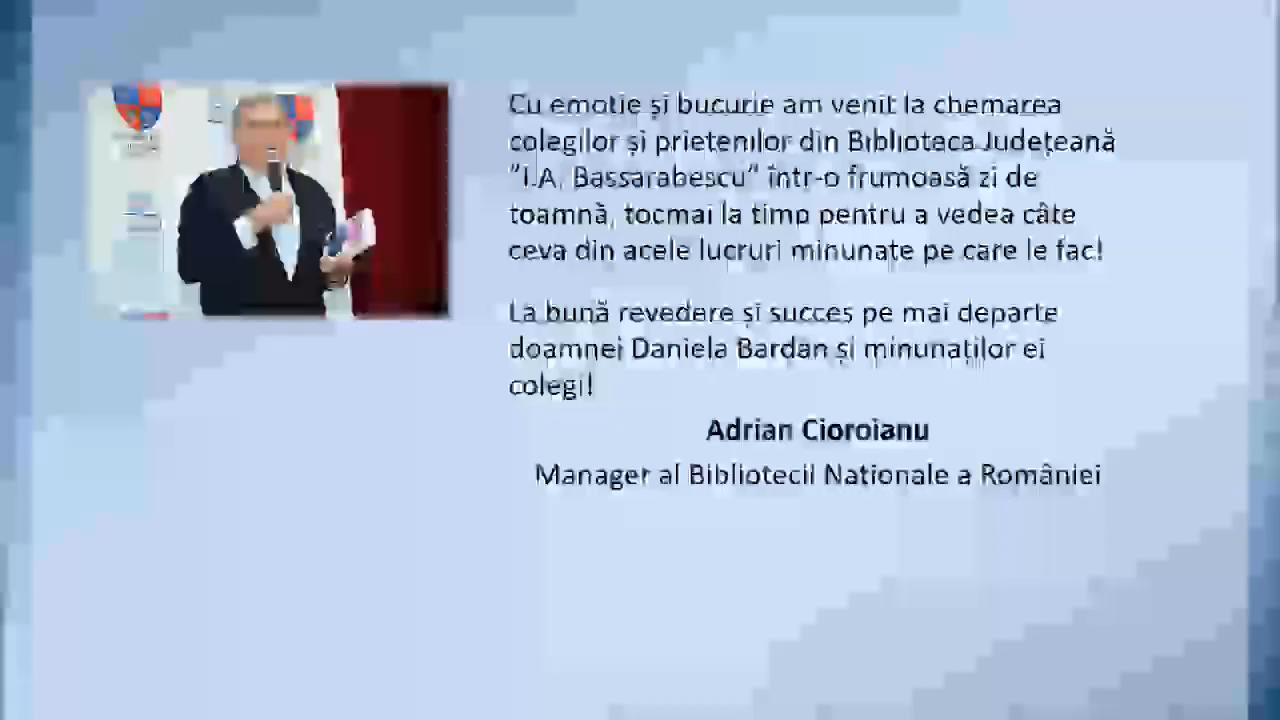 Cu emoție și bucurie am venit la chemarea
colegilor și prietenilor din Biblioteca Județeană
”I.A. Bassarabescu” într-o frumoasă zi de
toamnă, tocmai la timp pentru a vedea câte
ceva din acele lucruri minunate pe care le fac!
La bună revedere și succes pe mai departe
doamnei Daniela Bardan și minunaților ei
colegi!
Adrian Cioroianu
Manager al Bibliotecii Naționale a României